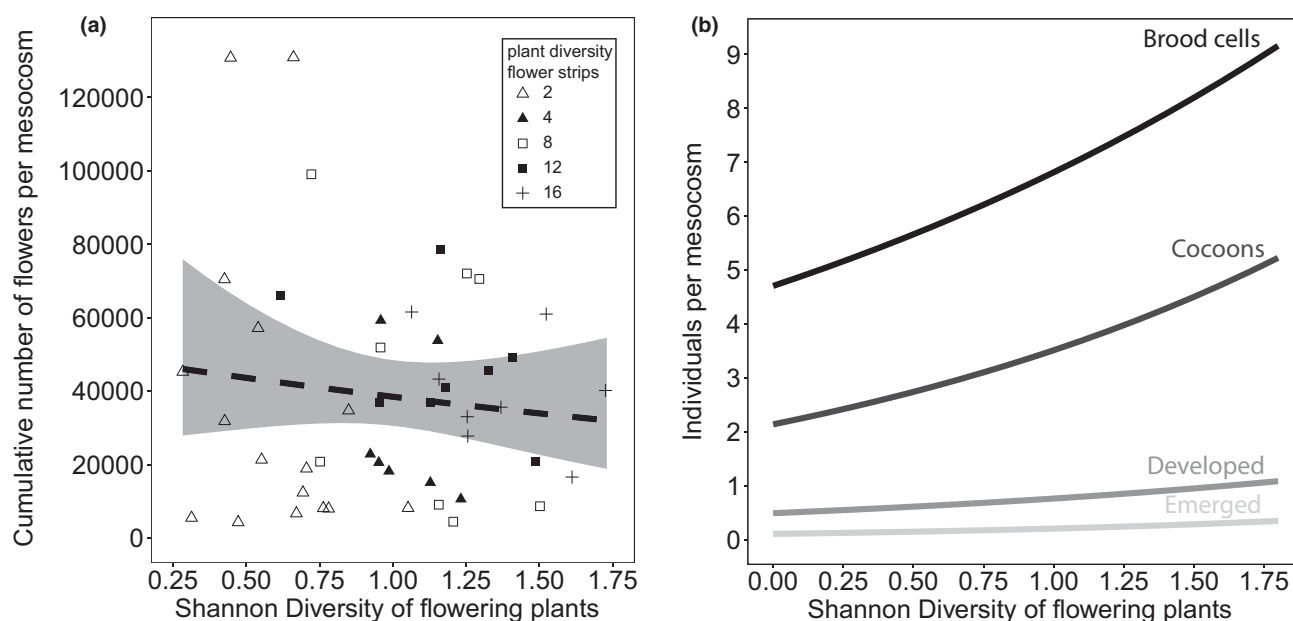 (a)
Cumulative number of flowers per mesocosm
120000
100000
80000
60000
40000
20000
0
plant diversity
flower strips
2
4
8
12
16
0.25 0.50 0.75 1.00 1.25 1.50 1.75
Shannon Diversity of flowering plants
(b)
Individuals per mesocosm
9
8
7
6
5
4
3
2
1
0
Brood cells
Cocoons
Developed
Emerged
0.00 0.25 0.50 0.75 1.00 1.25 1.50 1.75
Shannon Diversity of flowering plants